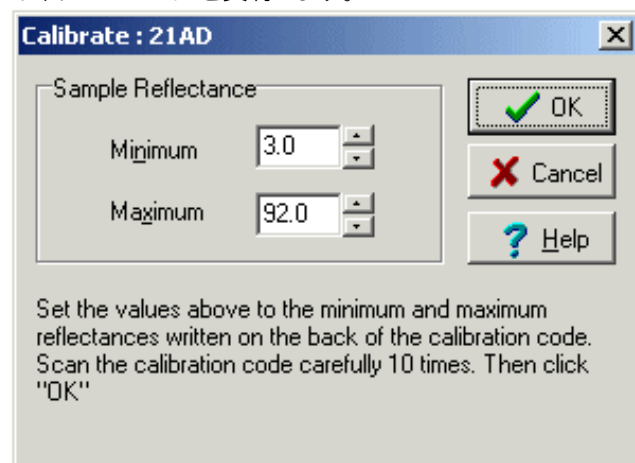 Calibrate : 21AD
Sample Reflectance
Minimum 3.0
Maximum 92.0
OK
Cancel
Help
Set the values above to the minimum and maximum
reflectances written on the back of the calibration code.
Scan the calibration code carefully 10 times. Then click
"OK"